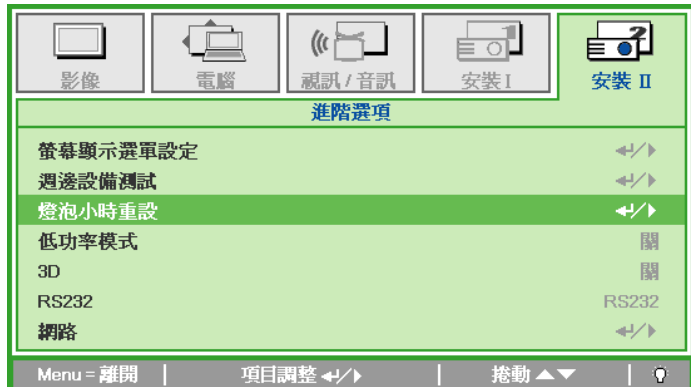 影像 電腦 視訊 / 音訊 安裝 I 安裝 II
進階選項
螢幕顯示選單設定
週邊設備測試
燈泡小時重設
低功率模式 關
3D 關
RS232 RS232
網路
Menu = 離開 項目調整 捲動